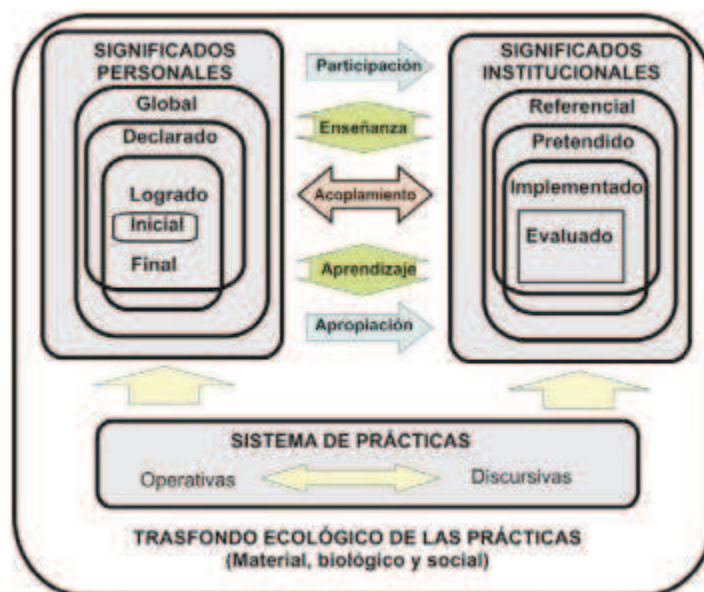 SIGNIFICADOS
PERSONALES
Global
Declarado
Logrado
Inicial
Final
Participación
Enseñanza
Acoplamiento
Aprendizaje
Apropiación
SIGNIFICADOS
INSTITUCIONALES
Referencial
Pretendido
Implementado
Evaluado
SISTEMA DE PRÁCTICAS
Operativas
Discursivas
TRASFONDO ECOLÓGICO DE LAS PRÁCTICAS
(Material, biológico y social)